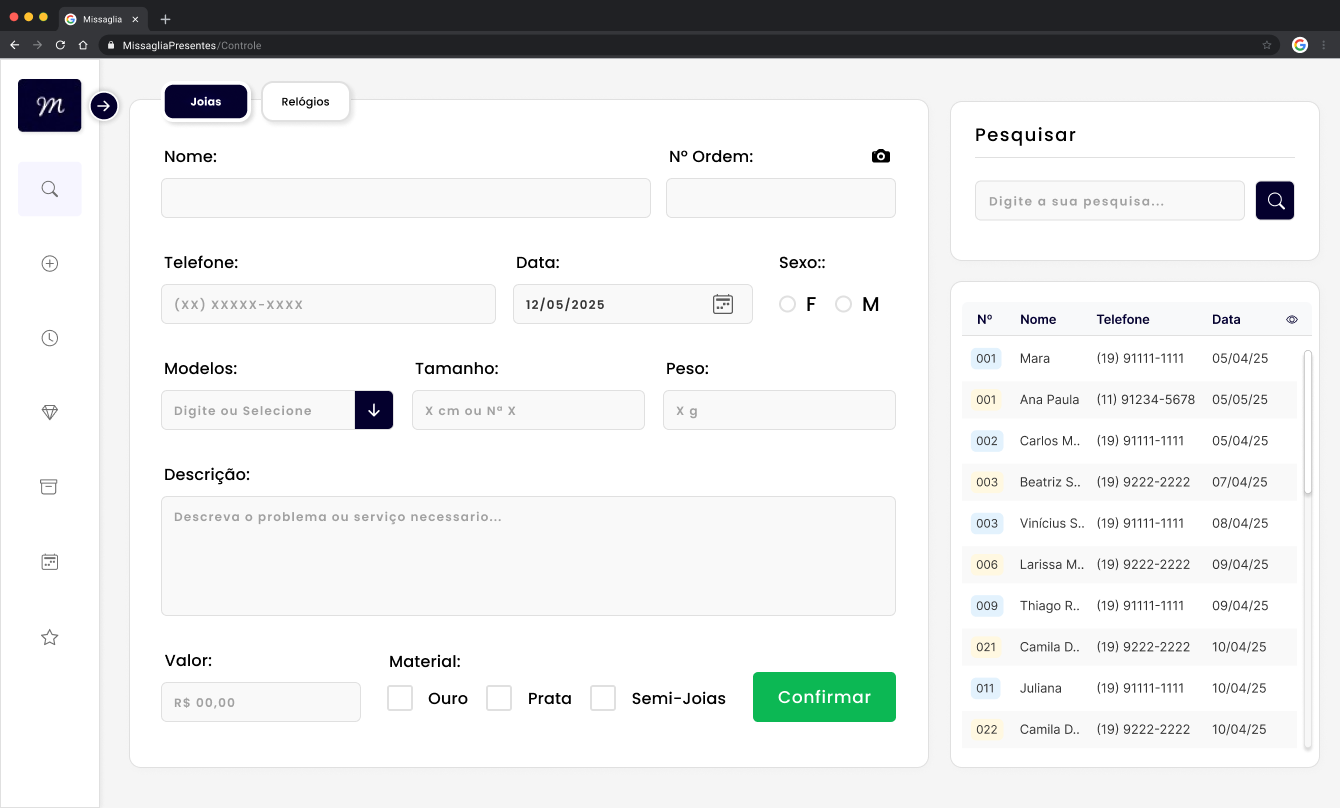 Missaglia
MissagliaPresentes/Controle
m
Joias
Relógios
Nome:
Nº Ordem:
Telefone:
(XX) XXXXX-XXXX
Data:
12/05/2025
Sexo::
F
M
Modelos:
Digite ou Selecione
Tamanho:
X cm ou Nª X
Peso:
X g
Descrição:
Descreva o problema ou serviço necessario...
Valor:
R$ 00,00
Material:
Ouro
Prata
Semi-Joias
Confirmar
Pesquisar
Digite a sua pesquisa...
Nº Nome Telefone Data
001 Mara (19) 91111-1111 05/04/25
001 Ana Paula (11) 91234-5678 05/05/25
002 Carlos M.. (19) 91111-1111 05/04/25
003 Beatriz S.. (19) 9222-2222 07/04/25
003 Vinícius S.. (19) 91111-1111 08/04/25
006 Larissa M.. (19) 9222-2222 09/04/25
009 Thiago R.. (19) 91111-1111 09/04/25
021 Camila D.. (19) 9222-2222 10/04/25
011 Juliana (19) 91111-1111 10/04/25
022 Camila D.. (19) 9222-2222 10/04/25